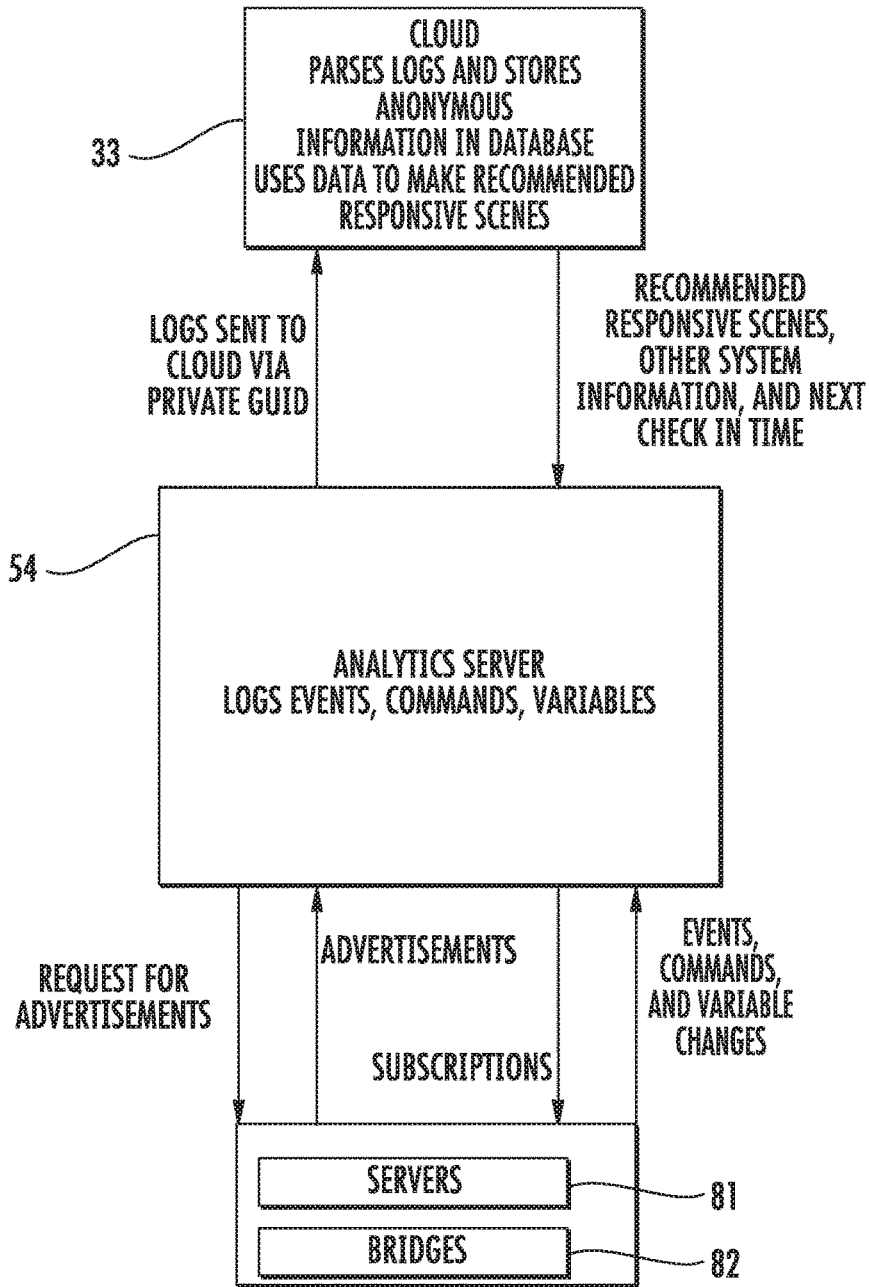 CLOUD
PARSES LOGS AND STORES
ANONYMOUS
INFORMATION IN DATABASE
USES DATA TO MAKE RECOMMENDED
RESPONSIVE SCENES
33
LOGS SENT TO
CLOUD VIA
PRIVATE GUID
RECOMMENDED
RESPONSIVE SCENES,
OTHER SYSTEM
INFORMATION, AND NEXT
CHECK IN TIME
54
ANALYTICS SERVER
LOGS EVENTS, COMMANDS, VARIABLES
REQUEST FOR
ADVERTISEMENTS
ADVERTISEMENTS
SUBSCRIPTIONS
EVENTS,
COMMANDS,
AND VARIABLE
CHANGES
SERVERS
81
BRIDGES
82